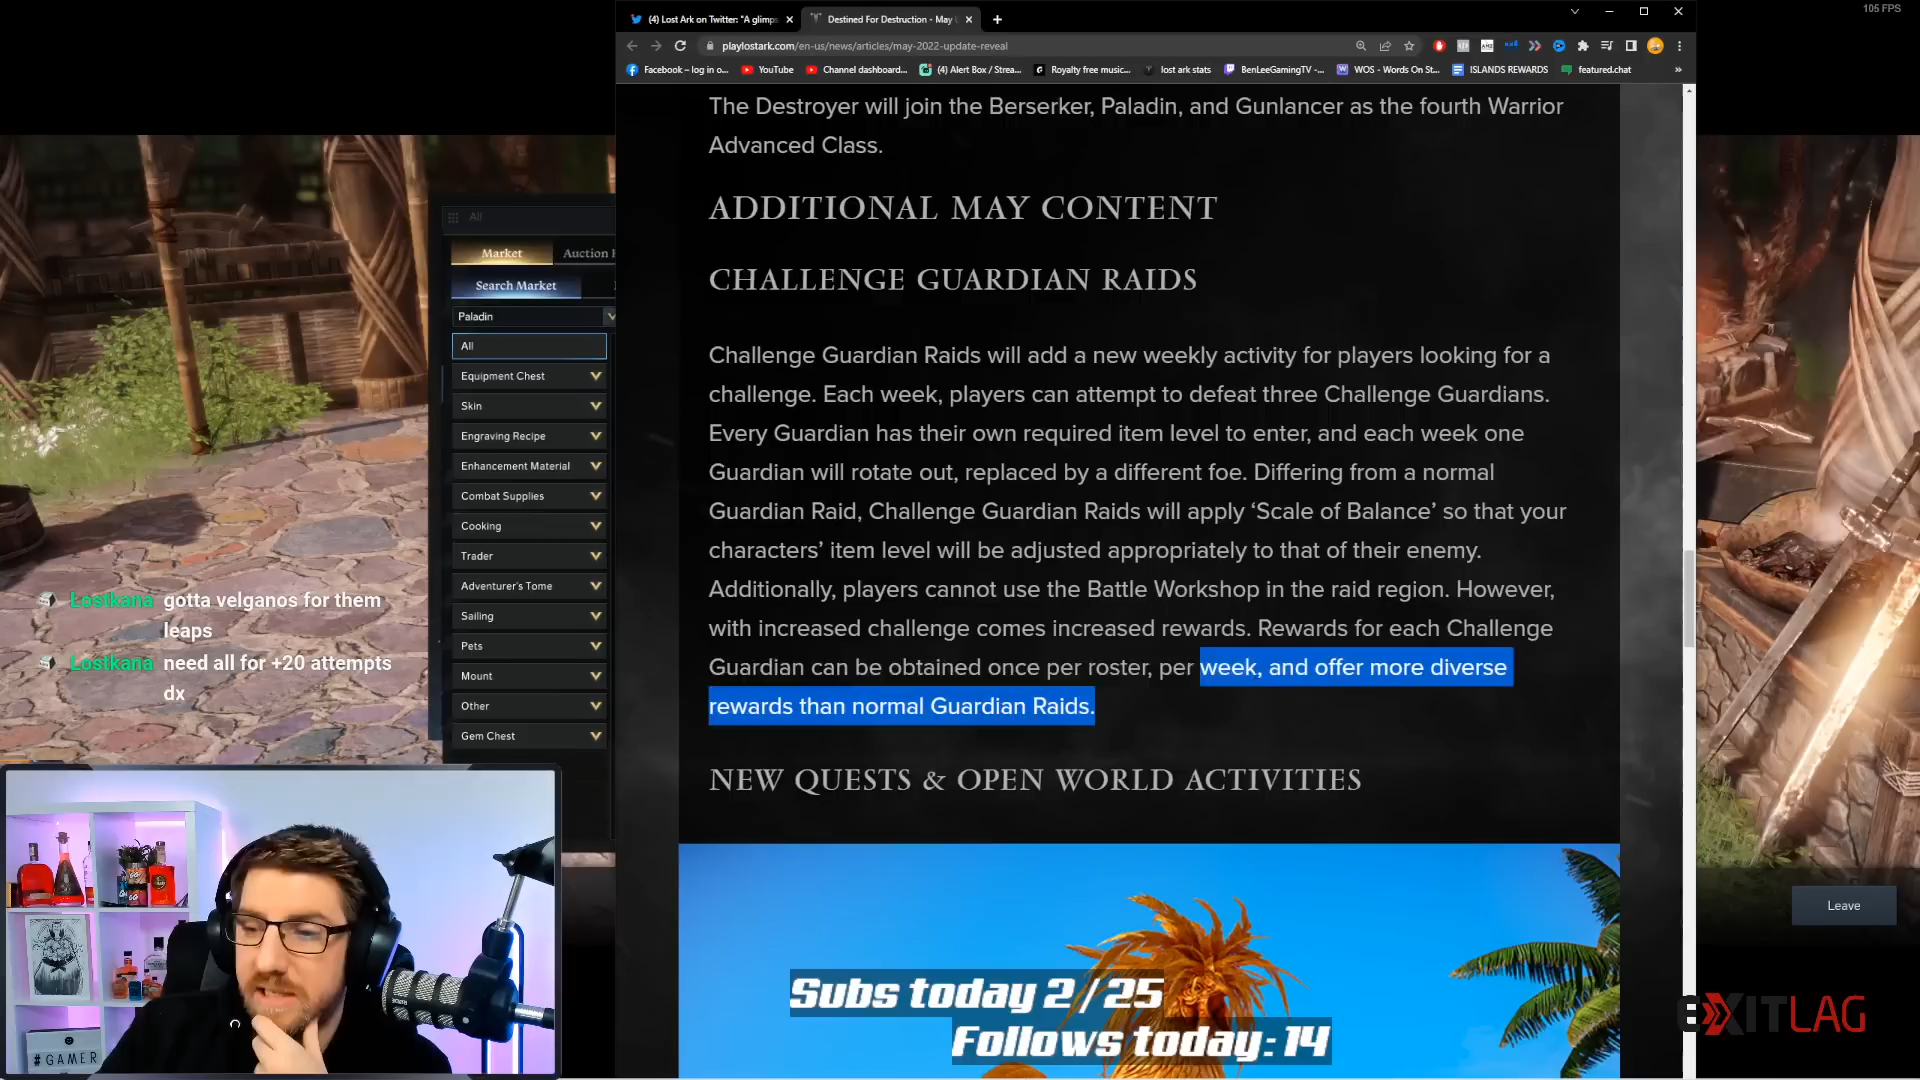 105 FPS
(4) Lost Ark on Twitter: "A glimps
Destined For Destruction - May
playlostark.com/en-us/news/articles/may-2022-update-reveal
Facebook – log in o...
YouTube
Channel dashboard...
(4) Alert Box / Strea...
Royalty free music...
lost ark stats
BenLeeGamingTV -...
WOS - Words On St...
ISLANDS REWARDS
featured.chat
The Destroyer will join the Berserker, Paladin, and Gunlancer as the fourth Warrior
Advanced Class.
ADDITIONAL MAY CONTENT
CHALLENGE GUARDIAN RAIDS
Challenge Guardian Raids will add a new weekly activity for players looking for a
challenge. Each week, players can attempt to defeat three Challenge Guardians.
Every Guardian has their own required item level to enter, and each week one
Guardian will rotate out, replaced by a different foe. Differing from a normal
Guardian Raid, Challenge Guardian Raids will apply ‘Scale of Balance’ so that your
characters’ item level will be adjusted appropriately to that of their enemy.
Additionally, players cannot use the Battle Workshop in the raid region. However,
with increased challenge comes increased rewards. Rewards for each Challenge
Guardian can be obtained once per roster, per week, and offer more diverse
rewards than normal Guardian Raids.
NEW QUESTS & OPEN WORLD ACTIVITIES
All
Market
Auction
Search Market
Paladin
All
Equipment Chest
Skin
Engraving Recipe
Enhancement Material
Combat Supplies
Cooking
Trader
Adventurer's Tome
Sailing
Pets
Mount
Other
Gem Chest
Lostkana gotta velganos for them
leaps
Lostkana need all for +20 attempts
dx
#GAMER
Leave
Subs today 2/25
Follows today: 14
EXITLAG